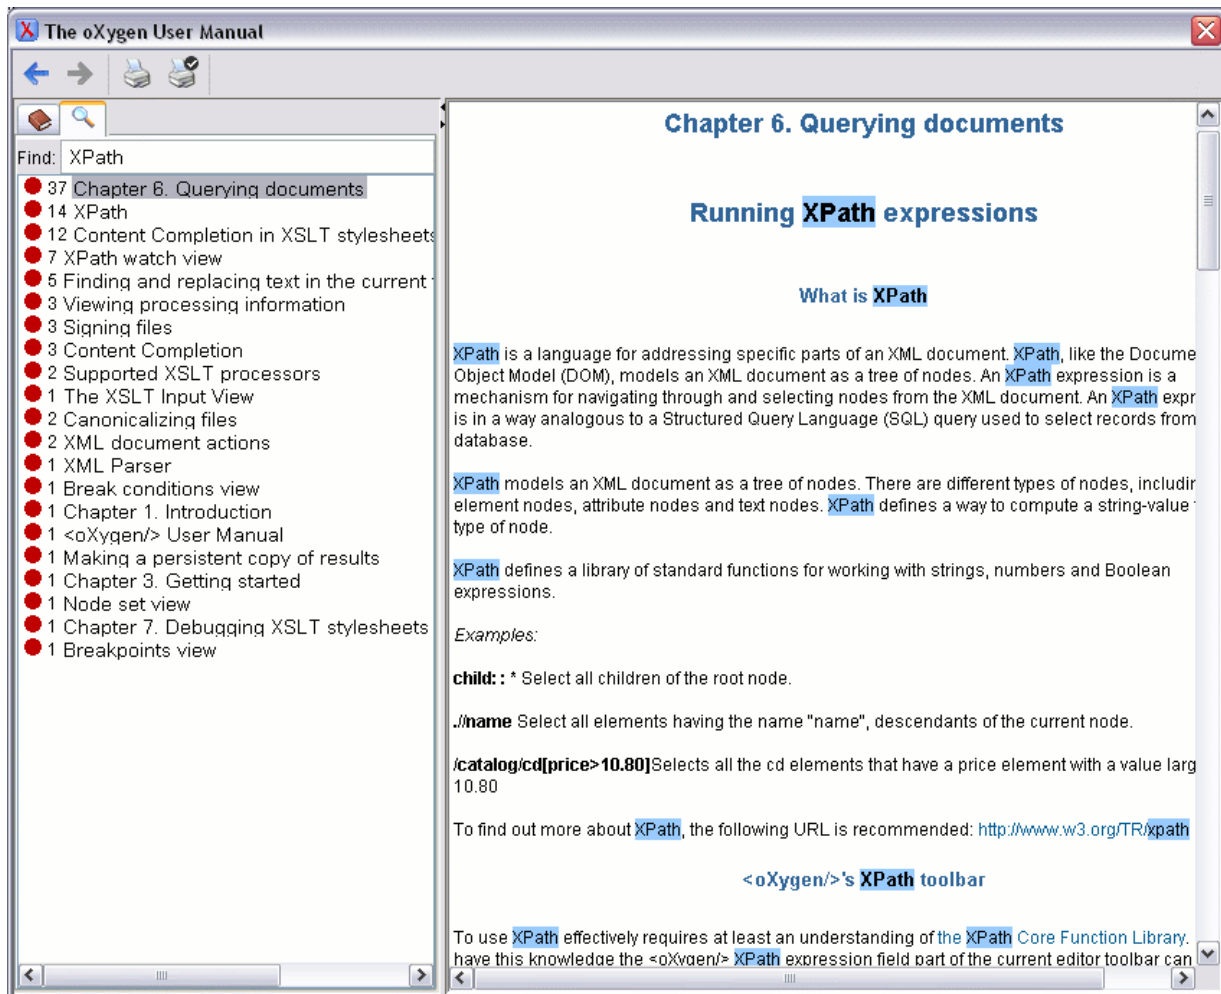 The oXygen User Manual
Find: XPath
37 Chapter 6. Querying documents
14 XPath
12 Content Completion in XSLT stylesheets
7 XPath watch view
5 Finding and replacing text in the current
3 Viewing processing information
3 Signing files
3 Content Completion
2 Supported XSLT processors
1 The XSLT Input View
2 Canonicalizing files
2 XML document actions
1 XML Parser
1 Break conditions view
1 Chapter 1. Introduction
1 <oXygen/> User Manual
1 Making a persistent copy of results
1 Chapter 3. Getting started
1 Node set view
1 Chapter 7. Debugging XSLT stylesheets
1 Breakpoints view
Chapter 6. Querying documents
Running XPath expressions
What is XPath
XPath is a language for addressing specific parts of an XML document. XPath, like the Docume
Object Model (DOM), models an XML document as a tree of nodes. An XPath expression is a
mechanism for navigating through and selecting nodes from the XML document. An XPath expr
is in a way analogous to a Structured Query Language (SQL) query used to select records from
database.
XPath models an XML document as a tree of nodes. There are different types of nodes, includin
element nodes, attribute nodes and text nodes. XPath defines a way to compute a string-value
type of node.
XPath defines a library of standard functions for working with strings, numbers and Boolean
expressions.
Examples:
child: : * Select all children of the root node.
.//name Select all elements having the name "name", descendants of the current node.
/catalog/cd[price>10.80]Selects all the cd elements that have a price element with a value larg
10.80
To find out more about XPath, the following URL is recommended: http://www.w3.org/TR/xpath
<oXygen/>'s XPath toolbar
To use XPath effectively requires at least an understanding of the XPath Core Function Library.
have this knowledge the <oXygen/> XPath expression field part of the current editor toolbar can